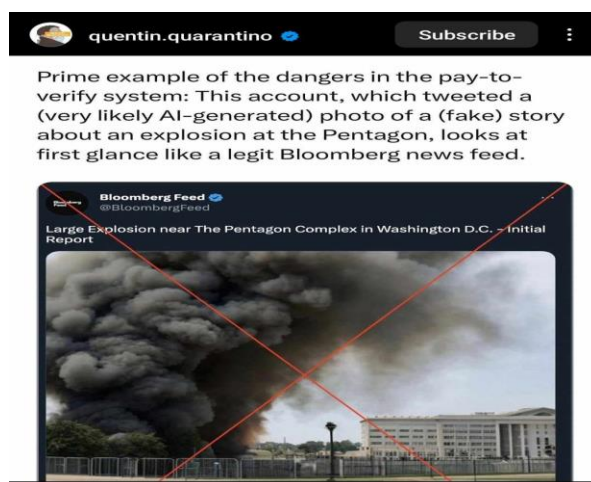 quentin.quarantino
Subscribe
Prime example of the dangers in the pay-to-
verify system: This account, which tweeted a
(very likely AI-generated) photo of a (fake) story
about an explosion at the Pentagon, looks at
first glance like a legit Bloomberg news feed.
Bloomberg Feed
@BloombergFeed
Large Explosion near The Pentagon Complex in Washington D.C. - Initial
Report